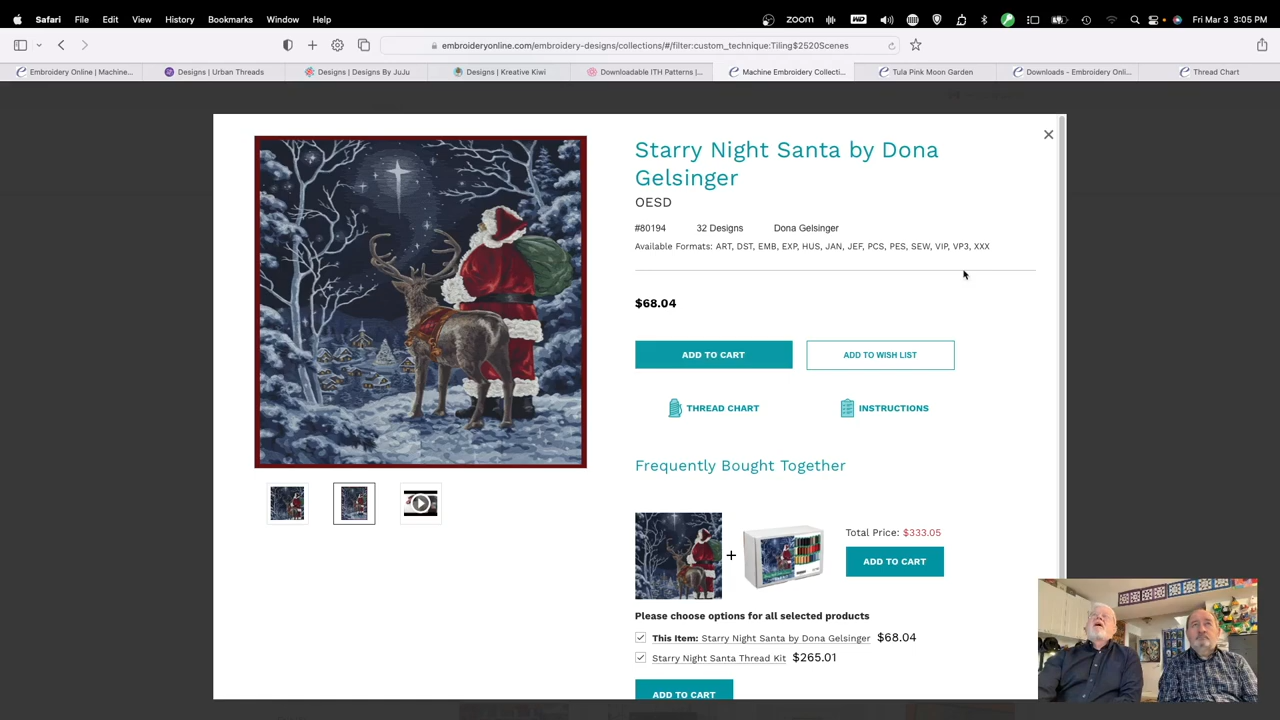 Safari File Edit View History Bookmarks Window Help zoom WD Fri Mar 3 3:05 PM
embroideryonline.com/embroidery-designs/collections/#/filter:custom_technique:Tiling$2520Scenes
Embroidery Online | Machine... Designs | Urban Threads Designs | Designs By JuJu Designs | Kreative Kiwi Downloadable ITH Patterns |... Machine Embroidery Collecti... Tula Pink Moon Garden Downloads - Embroidery Onli... Thread Chart
Starry Night Santa by Dona
Gelsinger
OESD
#80194 32 Designs Dona Gelsinger
Available Formats: ART, DST, EMB, EXP, HUS, JAN, JEF, PCS, PES, SEW, VIP, VP3, XXX
$68.04
ADD TO CART ADD TO WISH LIST
THREAD CHART INSTRUCTIONS
Frequently Bought Together
Total Price: $333.05
ADD TO CART
Please choose options for all selected products
This Item: Starry Night Santa by Dona Gelsinger $68.04
Starry Night Santa Thread Kit $265.01
ADD TO CART